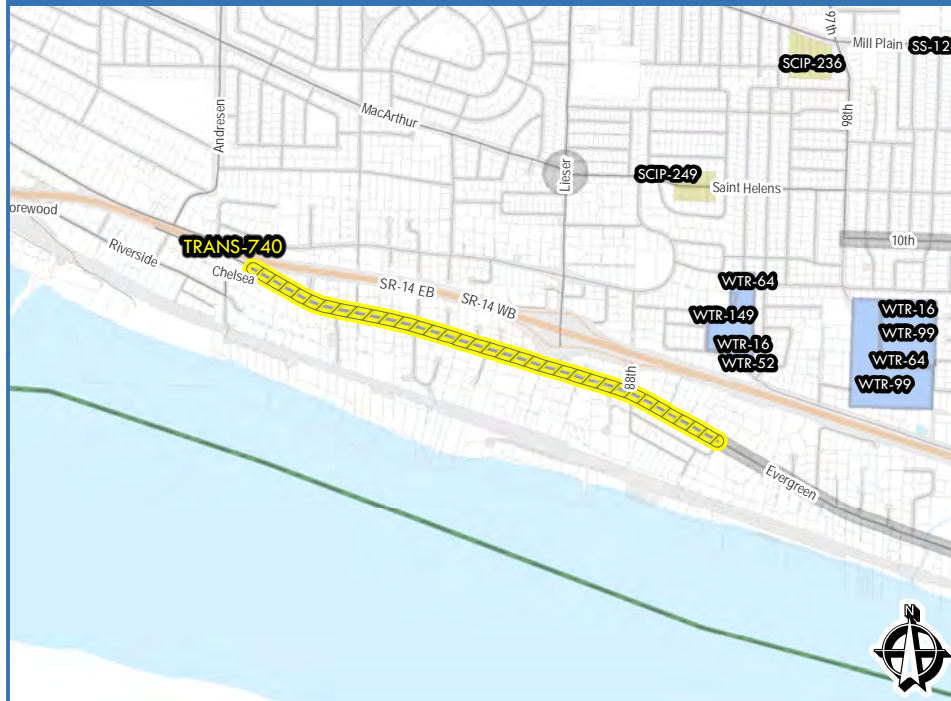 97th
Mill Plain
SS-12
SCIP-236
MacArthur
98th
Andresen
Lieser
SCIP-249
Saint Helens
orewood
Riverside
TRANS-740
10th
Chelsea
SR-14 EB
SR-14 WB
WTR-64
WTR-149
WTR-16
WTR-52
WTR-16
WTR-99
WTR-64
WTR-99
88th
Evergreen
N